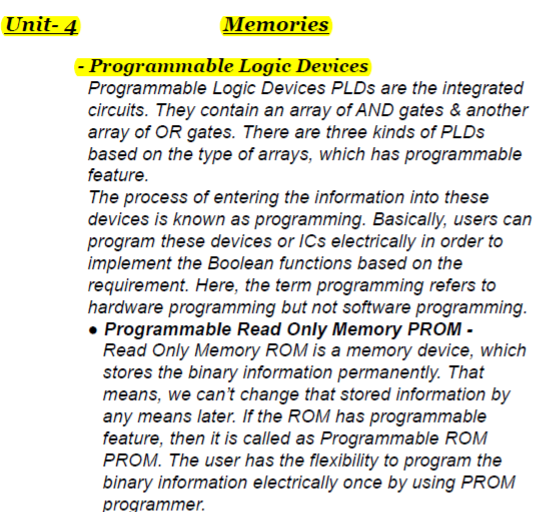 Unit- 4 Memories
- Programmable Logic Devices
Programmable Logic Devices PLDs are the integrated
circuits. They contain an array of AND gates & another
array of OR gates. There are three kinds of PLDs
based on the type of arrays, which has programmable
feature.
The process of entering the information into these
devices is known as programming. Basically, users can
program these devices or ICs electrically in order to
implement the Boolean functions based on the
requirement. Here, the term programming refers to
hardware programming but not software programming.
● Programmable Read Only Memory PROM -
Read Only Memory ROM is a memory device, which
stores the binary information permanently. That
means, we can’t change that stored information by
any means later. If the ROM has programmable
feature, then it is called as Programmable ROM
PROM. The user has the flexibility to program the
binary information electrically once by using PROM
programmer.